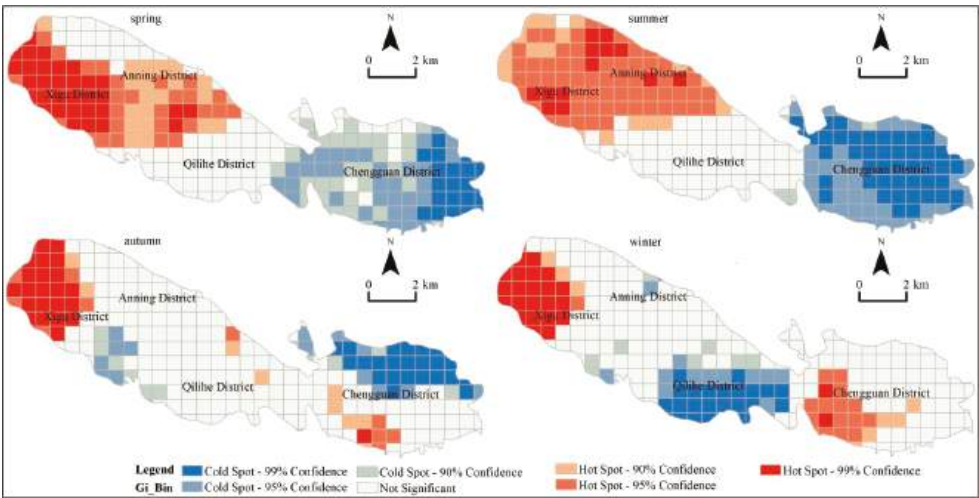 spring
N
0 2 km
Anning District
Xigu District
Qilihe District
Chengguan District
summer
N
0 2 km
Anning District
Xigu District
Qilihe District
Chengguan District
autumn
N
0 2 km
Anning District
Xigu District
Qilihe District
Chengguan District
winter
N
0 2 km
Anning District
Xigu District
Qilihe District
Chengguan District
Legend Cold Spot - 99% Confidence Cold Spot - 90% Confidence Hot Spot - 90% Confidence Hot Spot - 99% Confidence
Gi_Bin Cold Spot - 95% Confidence Not Significant Hot Spot - 95% Confidence